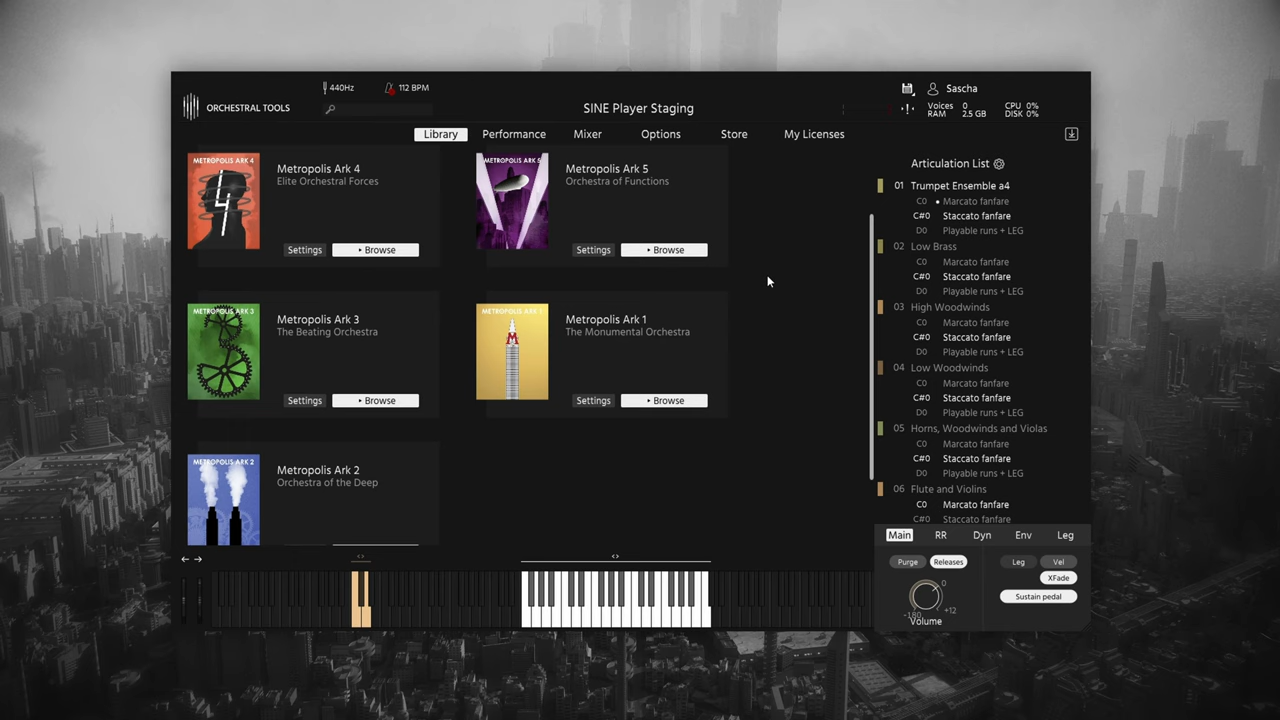 440Hz
112 BPM
Sascha
ORCHESTRAL TOOLS
SINE Player Staging
Voices 0
RAM 2.5 GB
CPU 0%
DISK 0%
Library
Performance
Mixer
Options
Store
My Licenses
METROPOLIS ARK 4
Metropolis Ark 4
Elite Orchestral Forces
Settings
Browse
METROPOLIS ARK 5
Metropolis Ark 5
Orchestra of Functions
Settings
Browse
METROPOLIS ARK 3
Metropolis Ark 3
The Beating Orchestra
Settings
Browse
METROPOLIS ARK 1
Metropolis Ark 1
The Monumental Orchestra
Settings
Browse
METROPOLIS ARK 2
Metropolis Ark 2
Orchestra of the Deep
Articulation List
01 Trumpet Ensemble a4
C0 • Marcato fanfare
C#0 Staccato fanfare
D0 Playable runs + LEG
02 Low Brass
C0 Marcato fanfare
C#0 Staccato fanfare
D0 Playable runs + LEG
03 High Woodwinds
C0 Marcato fanfare
C#0 Staccato fanfare
D0 Playable runs + LEG
04 Low Woodwinds
C0 Marcato fanfare
C#0 Staccato fanfare
D0 Playable runs + LEG
05 Horns, Woodwinds and Violas
C0 Marcato fanfare
C#0 Staccato fanfare
D0 Playable runs + LEG
06 Flute and Violins
C0 Marcato fanfare
C#0 Staccato fanfare
Main
RR
Dyn
Env
Leg
Purge
Releases
Leg
Vel
XFade
Sustain pedal
0
-180
+12
Volume